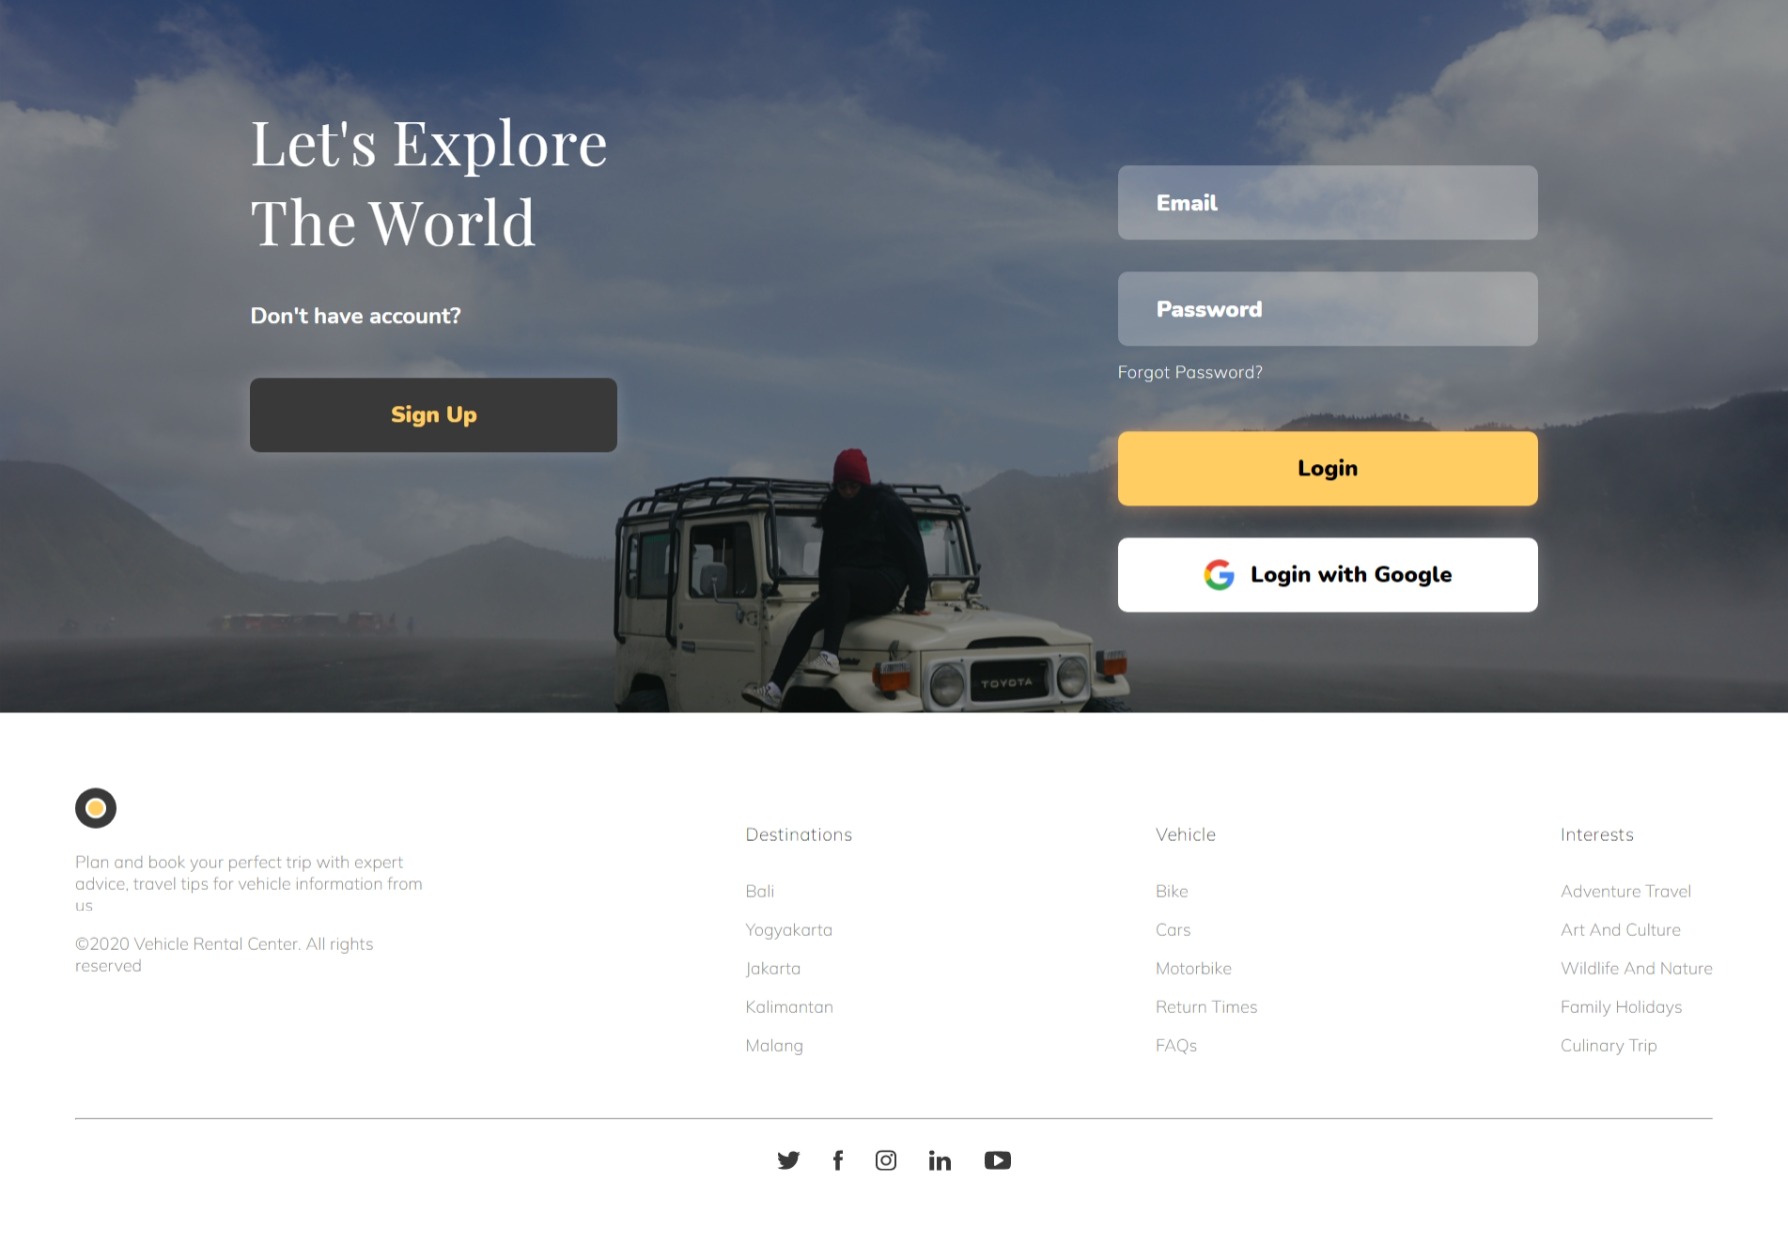 Let's Explore
The World
Don't have account?
Sign Up
Email
Password
Forgot Password?
Login
Login with Google
TOYOTA
Plan and book your perfect trip with expert
advice, travel tips for vehicle information from
us
©2020 Vehicle Rental Center. All rights
reserved
Destinations
Bali
Yogyakarta
Jakarta
Kalimantan
Malang
Vehicle
Bike
Cars
Motorbike
Return Times
FAQs
Interests
Adventure Travel
Art And Culture
Wildlife And Nature
Family Holidays
Culinary Trip